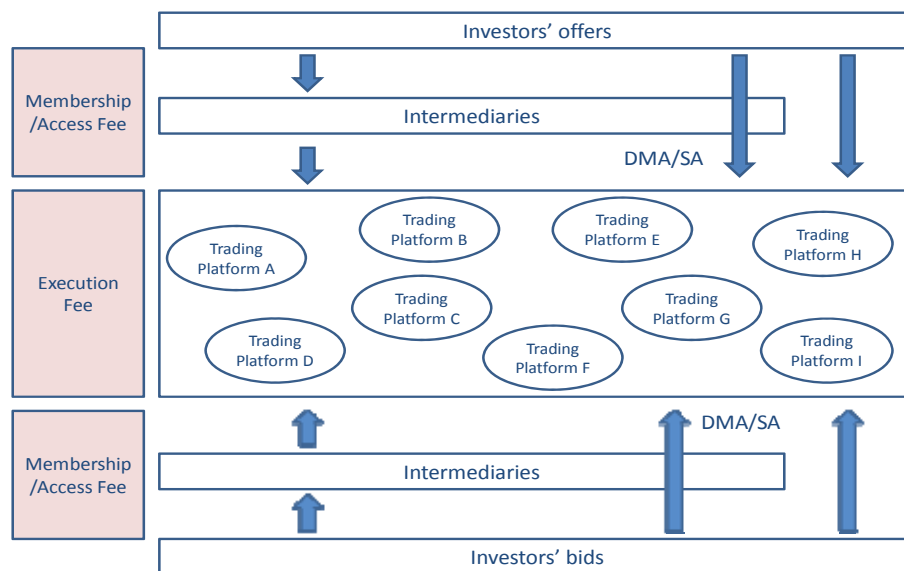 Investors' offers
Membership
/Access Fee
Intermediaries
DMA/SA
Execution
Fee
Trading
Platform A
Trading
Platform B
Trading
Platform E
Trading
Platform H
Trading
Platform C
Trading
Platform G
Trading
Platform D
Trading
Platform F
Trading
Platform I
DMA/SA
Membership
/Access Fee
Intermediaries
Investors' bids